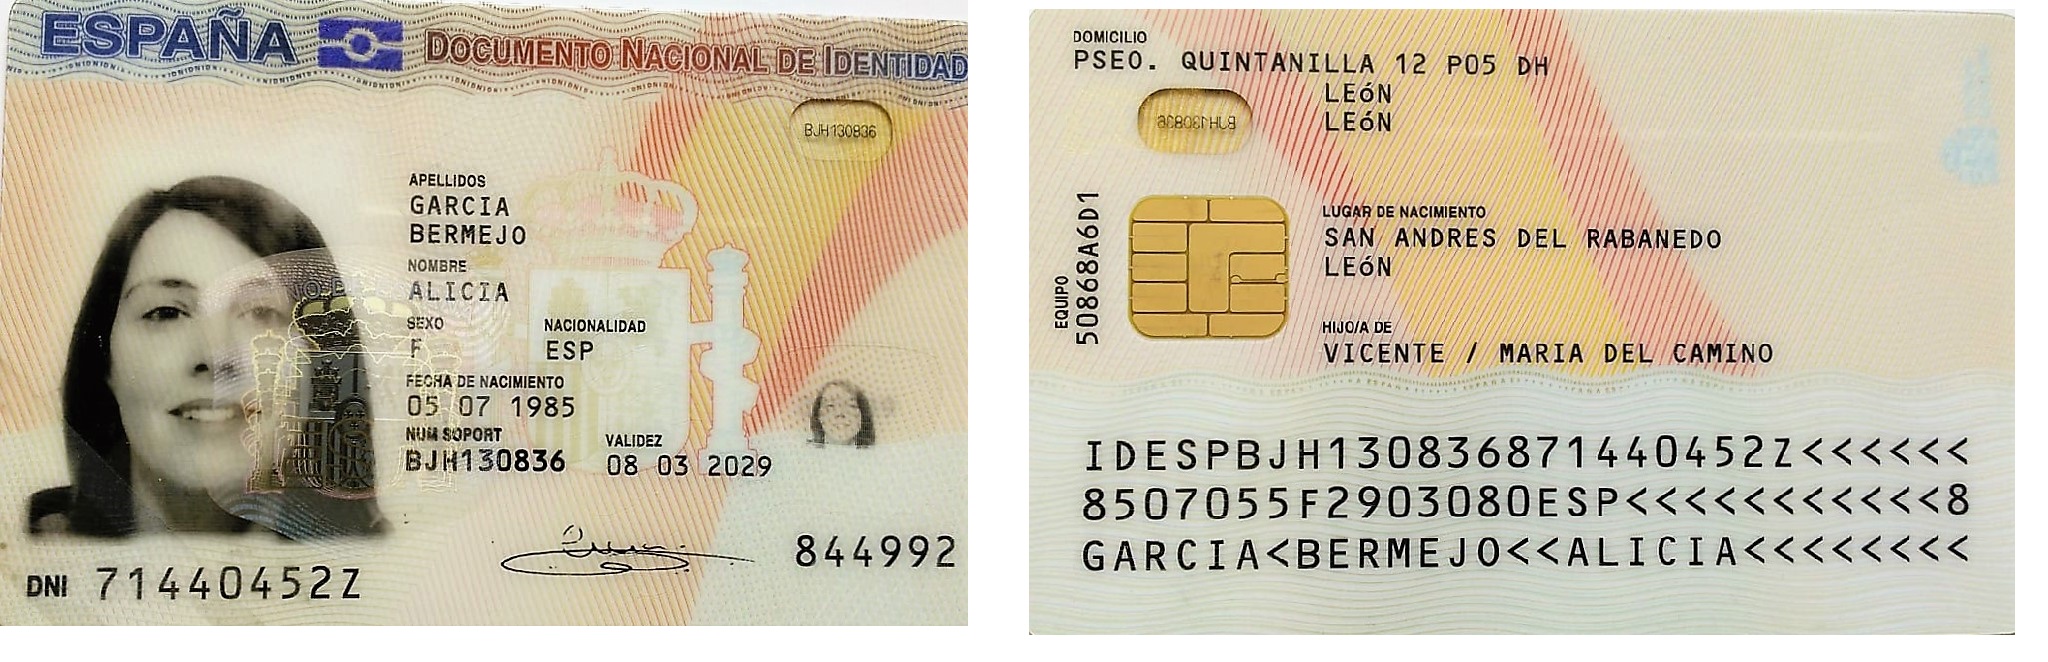 ESPAÑA
DOCUMENTO NACIONAL DE IDENTIDAD
BJH130836
APELLIDOS
GARCIA
BERMEJO
NOMBRE
ALICIA
SEXO NACIONALIDAD
F ESP
FECHA DE NACIMIENTO
05 07 1985
NUM SOPORT VALIDEZ
BJH130836 08 03 2029
844992
DNI 71440452Z
DOMICILIO
PSEO. QUINTANILLA 12 P05 DH
LEóN
LEóN
BJH130836
EQUIPO
50868A6D1
LUGAR DE NACIMIENTO
SAN ANDRES DEL RABANEDO
LEóN
HIJO/A DE
VICENTE / MARIA DEL CAMINO
IDESPBJH130836871440452Z<<<<<<
8507055F2903080ESP<<<<<<<<<<<8
GARCIA<BERMEJO<<ALICIA<<<<<<<<